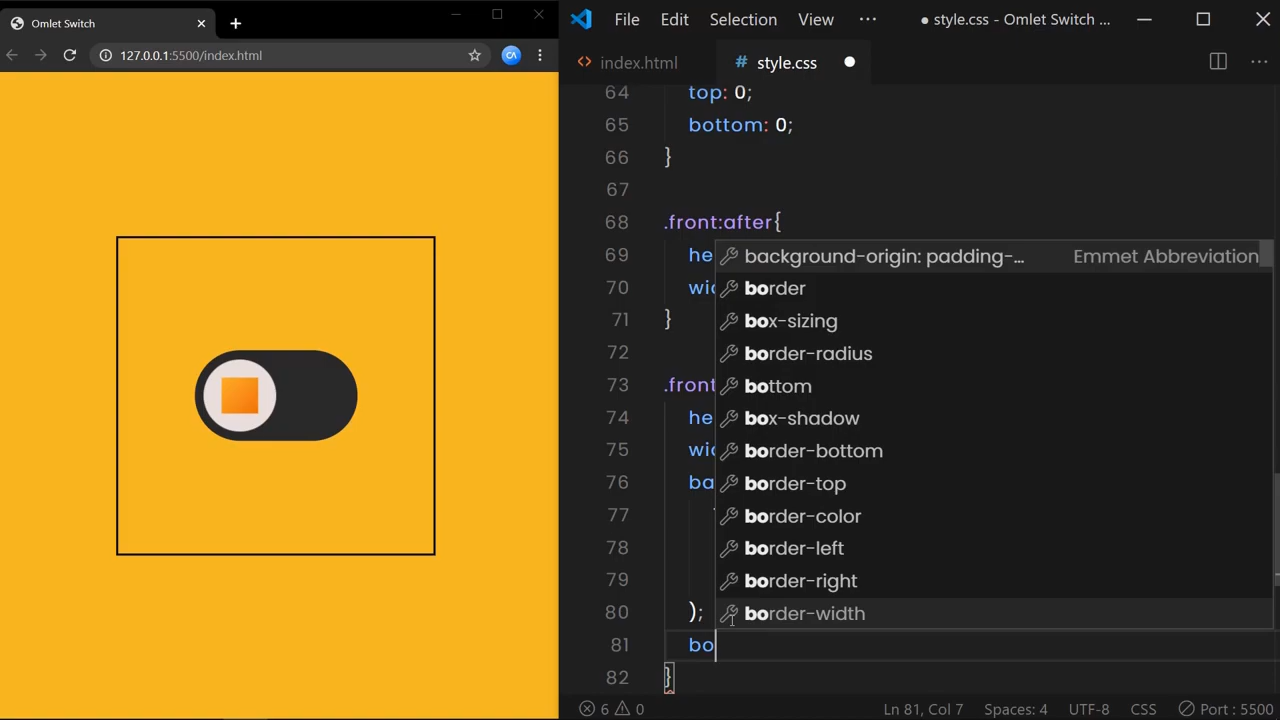 Omlet Switch
127.0.0.1:5500/index.html
File Edit Selection View ··· ● style.css - Omlet Switch ...
index.html
# style.css ●
64 top: 0;
65 bottom: 0;
66 }
67
68 .front:after{
69 he
70 wid
71 }
72
73 .front
74 he
75 wid
76 ba
77
78
79
80 );
81 bo
82 }
background-origin: padding-... Emmet Abbreviation
border
box-sizing
border-radius
bottom
box-shadow
border-bottom
border-top
border-color
border-left
border-right
border-width
6 0 Ln 81, Col 7 Spaces: 4 UTF-8 CSS Port : 5500